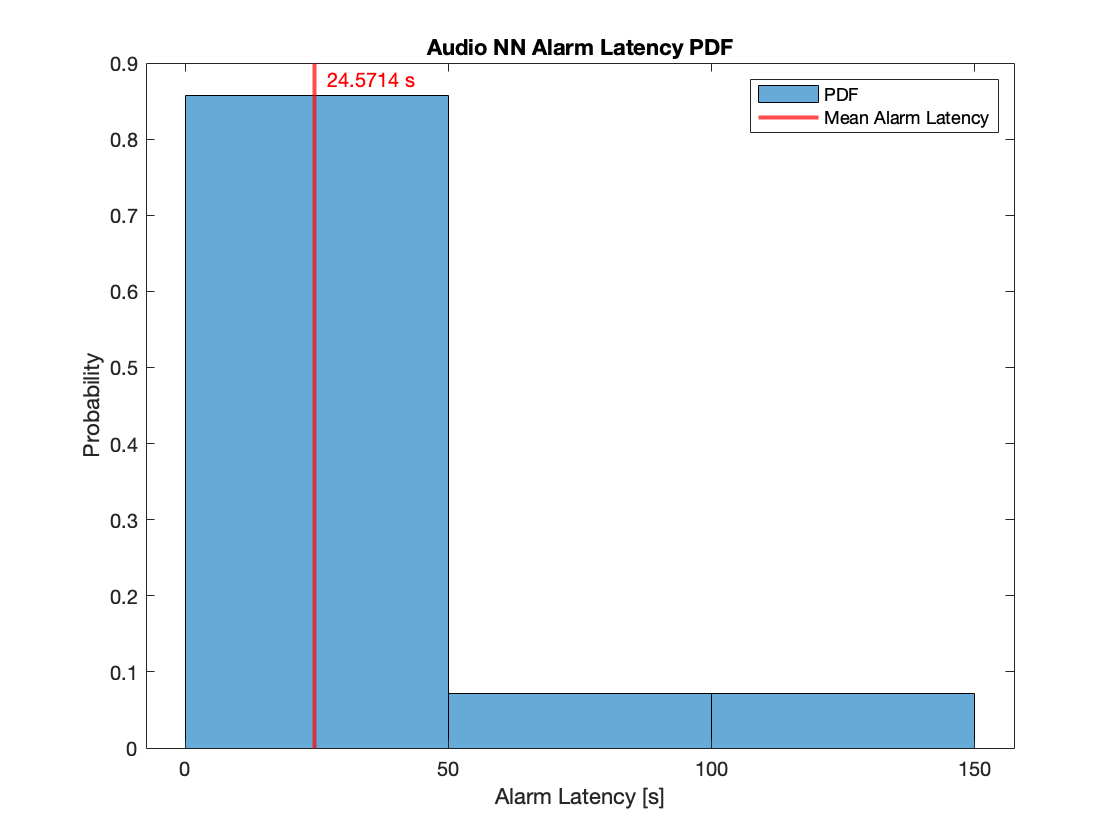 Audio NN Alarm Latency PDF
24.5714 s
PDF
Mean Alarm Latency
0.9
0.8
0.7
0.6
0.5
0.4
0.3
0.2
0.1
0
Probability
0 50 100 150
Alarm Latency [s]